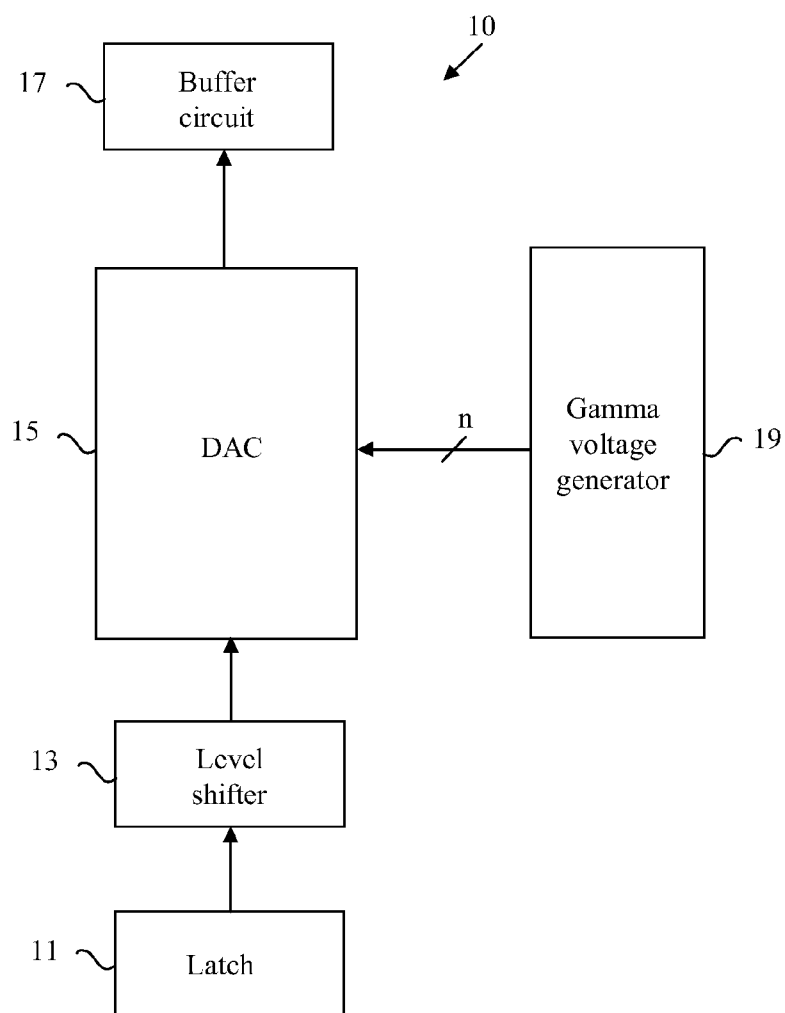 10
17
Buffer
circuit
15
DAC
n
Gamma
voltage
generator
19
13
Level
shifter
11
Latch